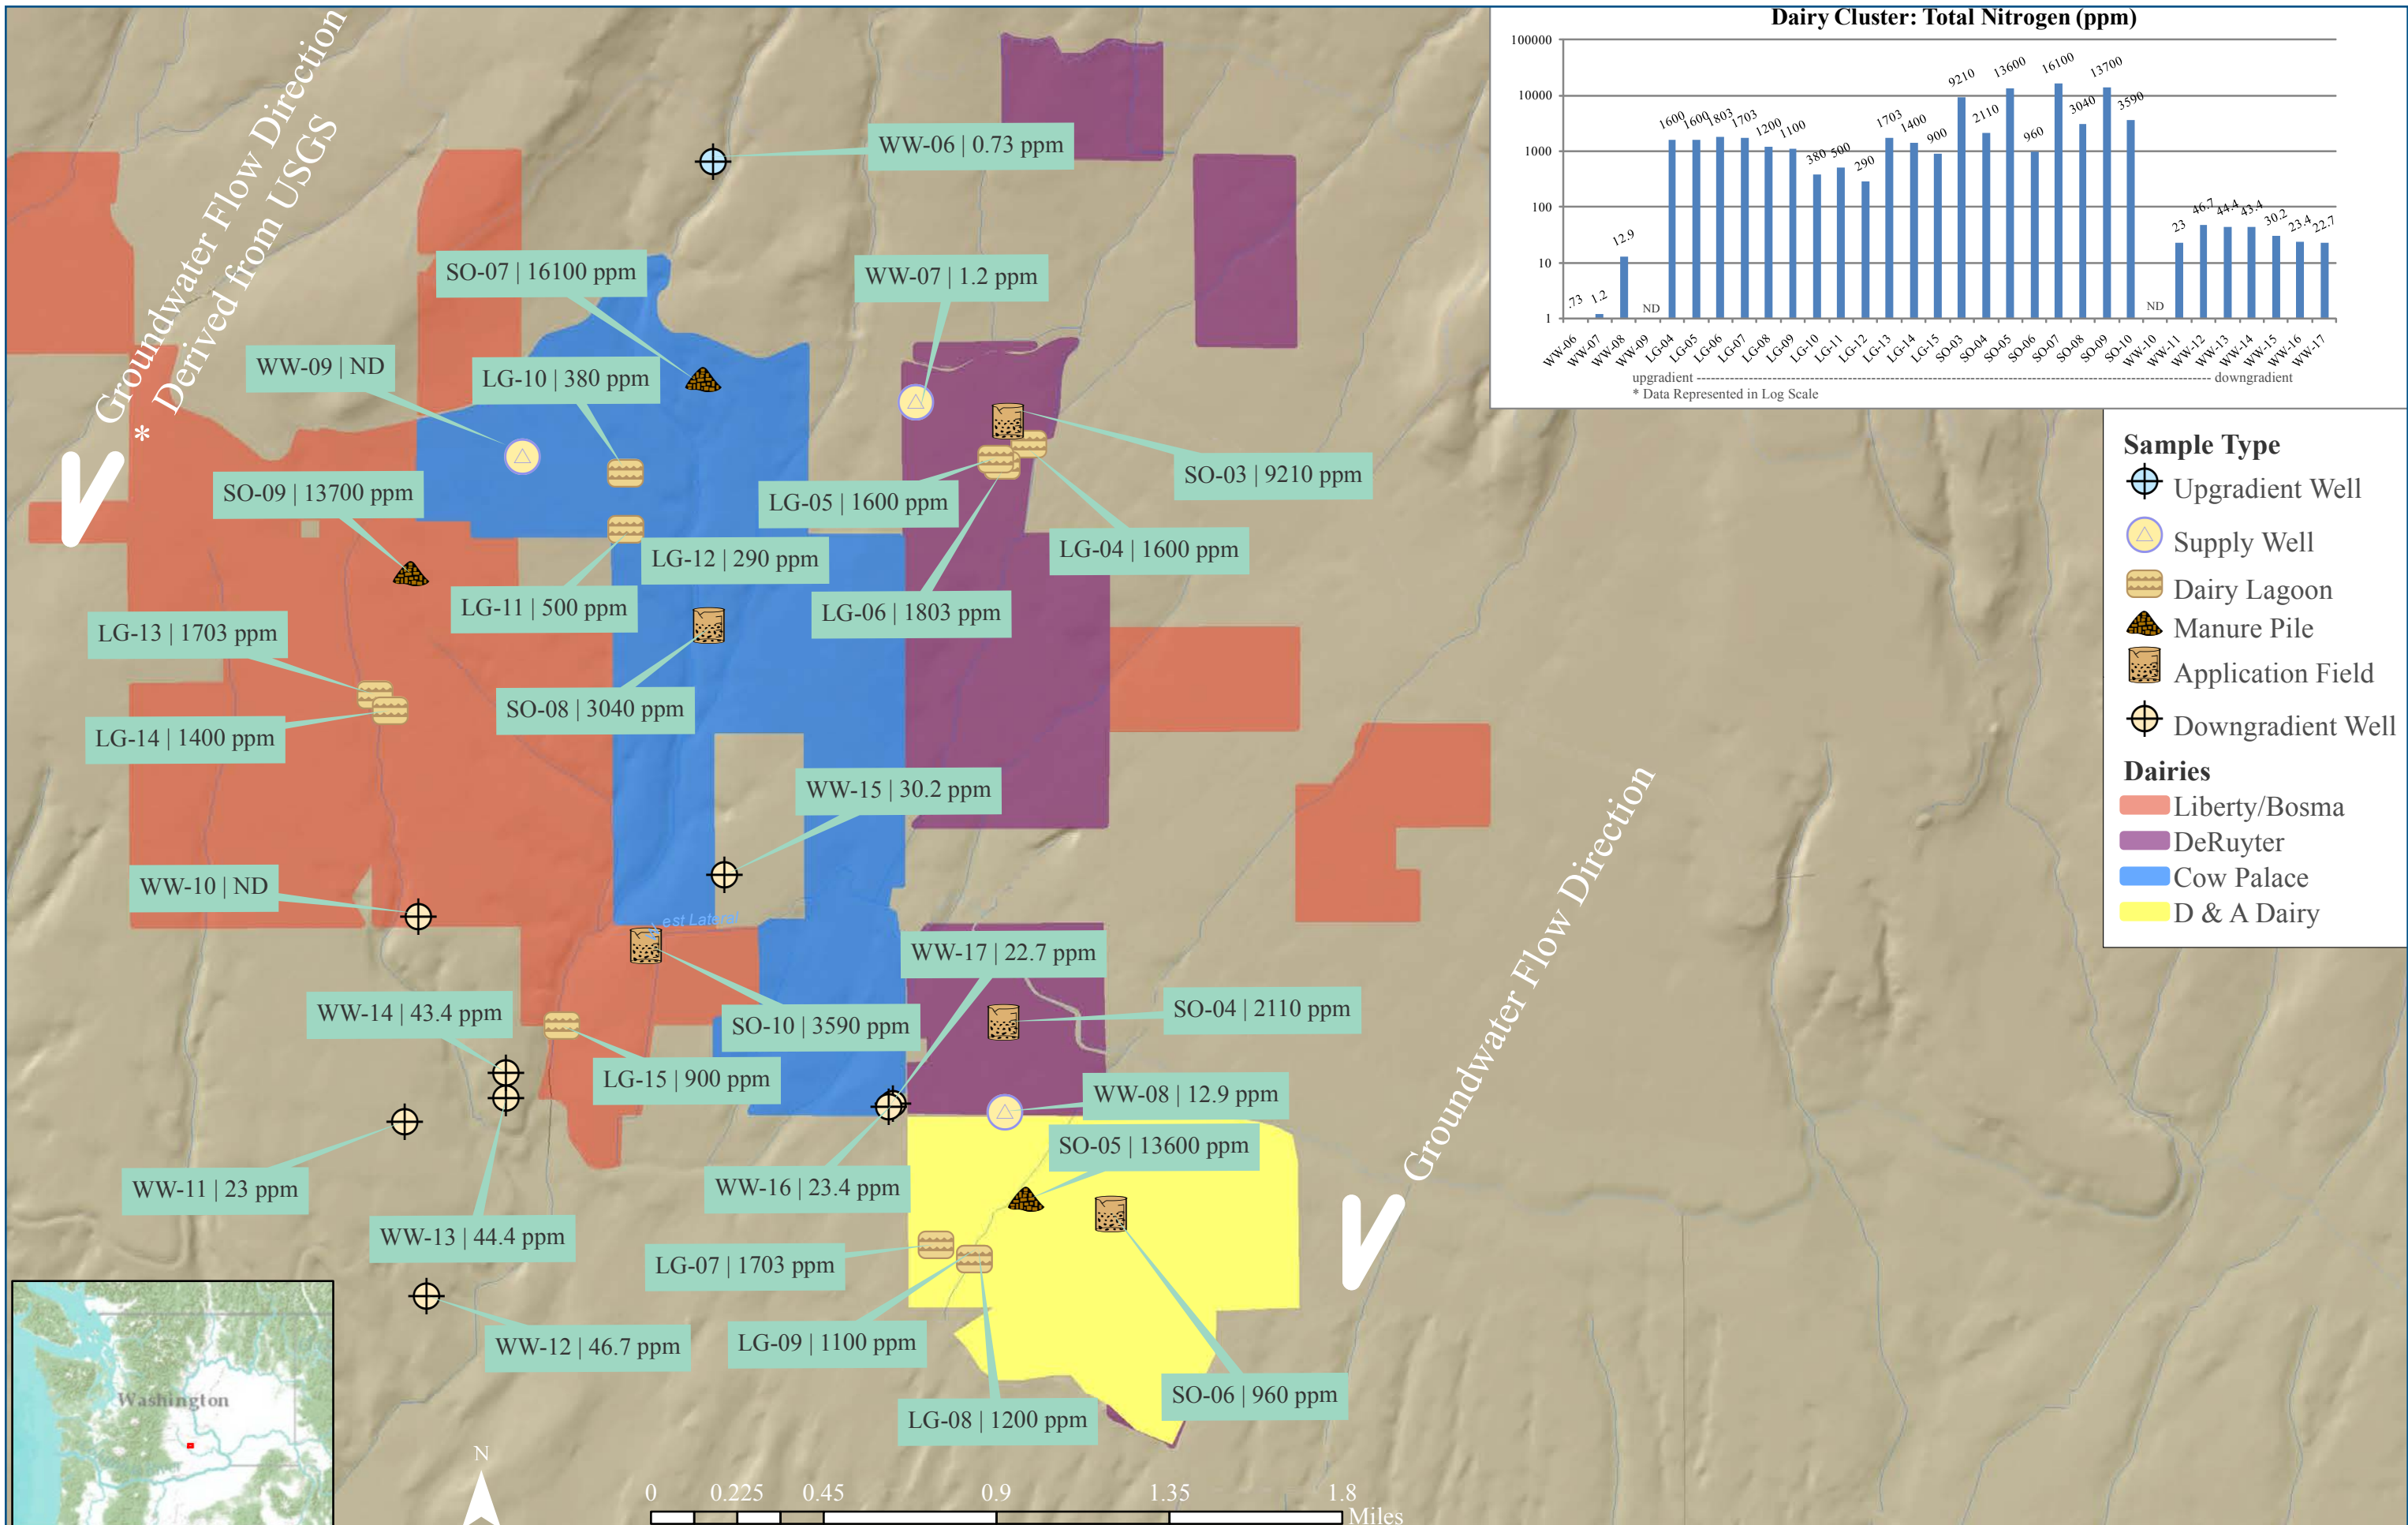 Dairy Cluster: Total Nitrogen (ppm)
100000
10000
1000
100
10
1
.73
1.2
12.9
ND
1600
1600
1803
1703
1200
1100
380
500
290
1703
1400
900
9210
2110
13600
960
16100
3040
13700
3590
ND
23
46.7
44.4
43.4
30.2
23.4
22.7
WW-06
WW-07
WW-08
WW-09
LG-04
LG-05
LG-06
LG-07
LG-08
LG-09
LG-10
LG-11
LG-12
LG-13
LG-14
LG-15
SO-03
SO-04
SO-05
SO-06
SO-07
SO-08
SO-09
SO-10
WW-10
WW-11
WW-12
WW-13
WW-14
WW-15
WW-16
WW-17
upgradient
downgradient
* Data Represented in Log Scale
Groundwater Flow Direction
* Derived from USGS
WW-06 | 0.73 ppm
SO-07 | 16100 ppm
WW-07 | 1.2 ppm
WW-09 | ND
LG-10 | 380 ppm
SO-09 | 13700 ppm
LG-05 | 1600 ppm
SO-03 | 9210 ppm
LG-12 | 290 ppm
LG-04 | 1600 ppm
LG-11 | 500 ppm
LG-06 | 1803 ppm
LG-13 | 1703 ppm
SO-08 | 3040 ppm
LG-14 | 1400 ppm
WW-15 | 30.2 ppm
WW-10 | ND
est Lateral
WW-17 | 22.7 ppm
WW-14 | 43.4 ppm
SO-10 | 3590 ppm
SO-04 | 2110 ppm
LG-15 | 900 ppm
WW-08 | 12.9 ppm
SO-05 | 13600 ppm
WW-11 | 23 ppm
WW-16 | 23.4 ppm
WW-13 | 44.4 ppm
LG-07 | 1703 ppm
WW-12 | 46.7 ppm
LG-09 | 1100 ppm
SO-06 | 960 ppm
LG-08 | 1200 ppm
Groundwater Flow Direction
Sample Type
Upgradient Well
Supply Well
Dairy Lagoon
Manure Pile
Application Field
Downgradient Well
Dairies
Liberty/Bosma
DeRuyter
Cow Palace
D & A Dairy
Washington
N
0 0.225 0.45 0.9 1.35 1.8
Miles